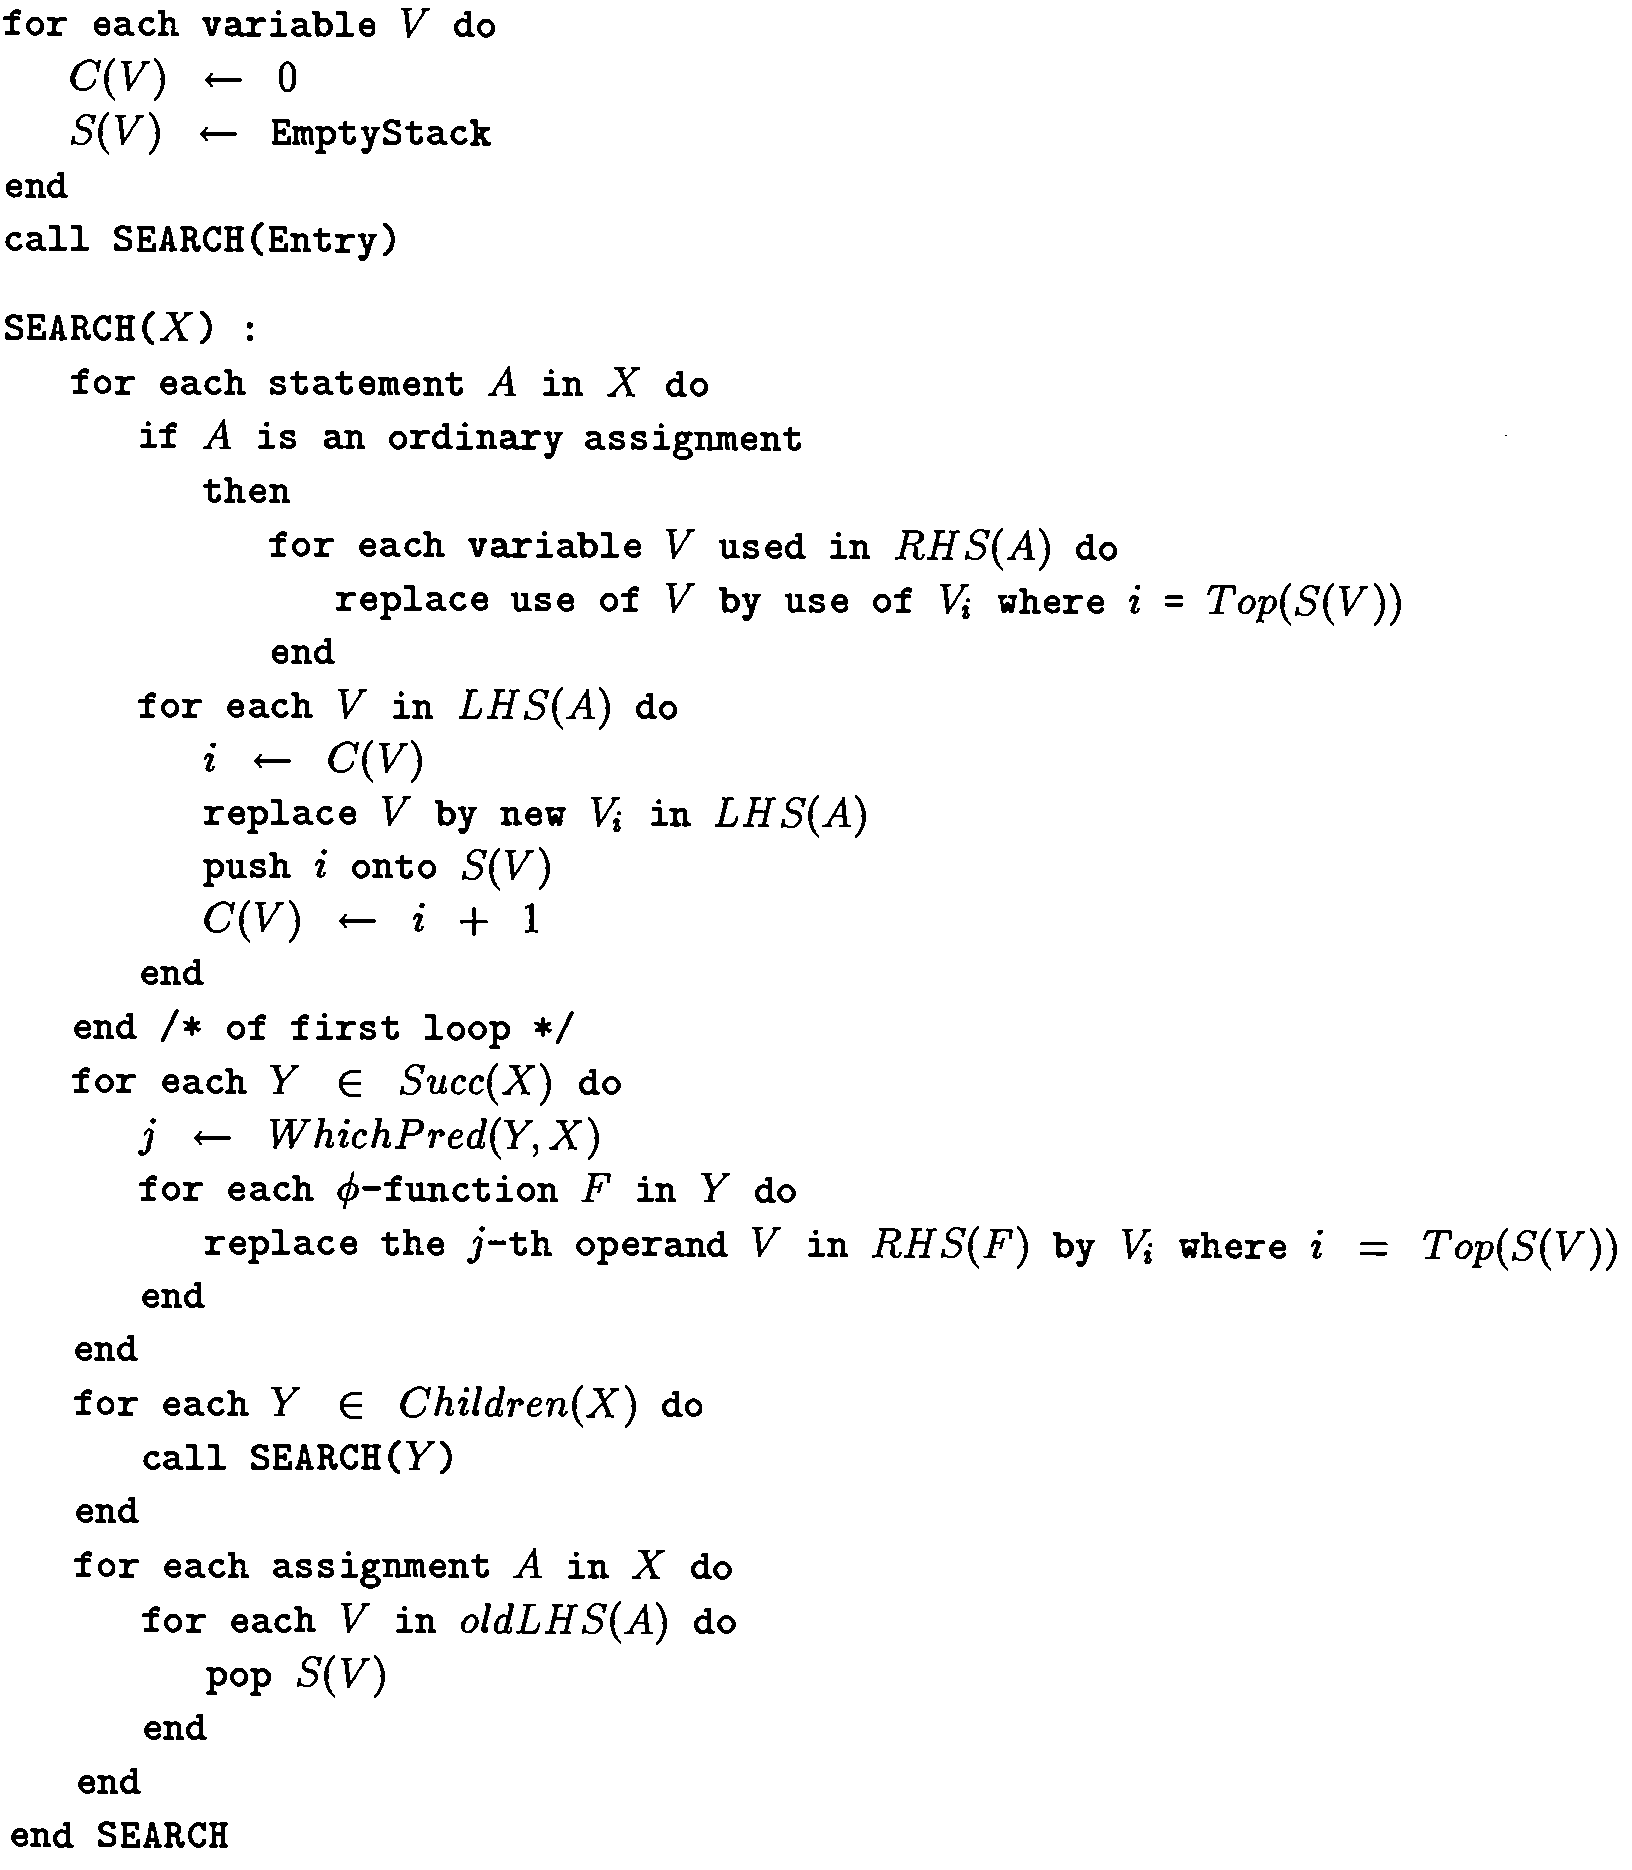 for each variable V do
C(V) ← 0
S(V) ← EmptyStack
end
call SEARCH(Entry)
SEARCH(X) :
for each statement A in X do
if A is an ordinary assignment
then
for each variable V used in RHS(A) do
replace use of V by use of Vᵢ where i = Top(S(V))
end
for each V in LHS(A) do
i ← C(V)
replace V by new Vᵢ in LHS(A)
push i onto S(V)
C(V) ← i + 1
end
end /* of first loop */
for each Y ∈ Succ(X) do
j ← WhichPred(Y, X)
for each ϕ-function F in Y do
replace the j-th operand V in RHS(F) by Vᵢ where i = Top(S(V))
end
end
for each Y ∈ Children(X) do
call SEARCH(Y)
end
for each assignment A in X do
for each V in oldLHS(A) do
pop S(V)
end
end
end SEARCH